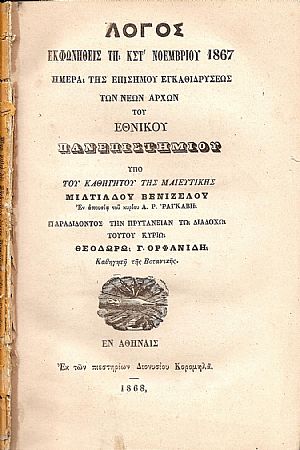 ΛΟΓΟΣ
ΕΚΦΩΝΗΘΕΙΣ ΤΗ: ΚΣΤ' ΝΟΕΜΒΡΙΟΥ 1867
ΗΜΕΡΑ: ΤΗΣ ΕΠΙΣΗΜΟΥ ΕΓΚΑΘΙΔΡΥΣΕΩΣ
ΤΩΝ ΝΕΩΝ ΑΡΧΩΝ
ΤΟΥ
ΕΘΝΙΚΟΥ
ΠΑΝΕΠΙΣΤΗΜΙΟΥ
ΥΠΟ
ΤΟΥ ΚΑΘΗΓΗΤΟΥ ΤΗΣ ΜΑΙΕΥΤΙΚΗΣ
ΜΙΛΤΙΑΔΟΥ ΒΕΝΙΖΕΛΟΥ
Ἐν ἀπουσίᾳ τοῦ κυρίου Α. Ρ. ῬΑΓΚΑΒΗ.
ΠΑΡΑΔΙΔΟΝΤΟΣ ΤΗΝ ΠΡΥΤΑΝΕΙΑΝ ΤΩ: ΔΙΑΔΟΧΩ:
ΤΟΥΤΟΥ ΚΥΡΙΩ:
ΘΕΟΔΩΡΩ: Γ. ΟΡΦΑΝΙΔΗ:
Καθηγητῇ τῆς Βοτανικῆς.
ΕΝ ΑΘΗΝΑΙΣ
Ἐκ τῶν πιεστηρίων Διονυσίου Κορομηλᾶ.
1868.